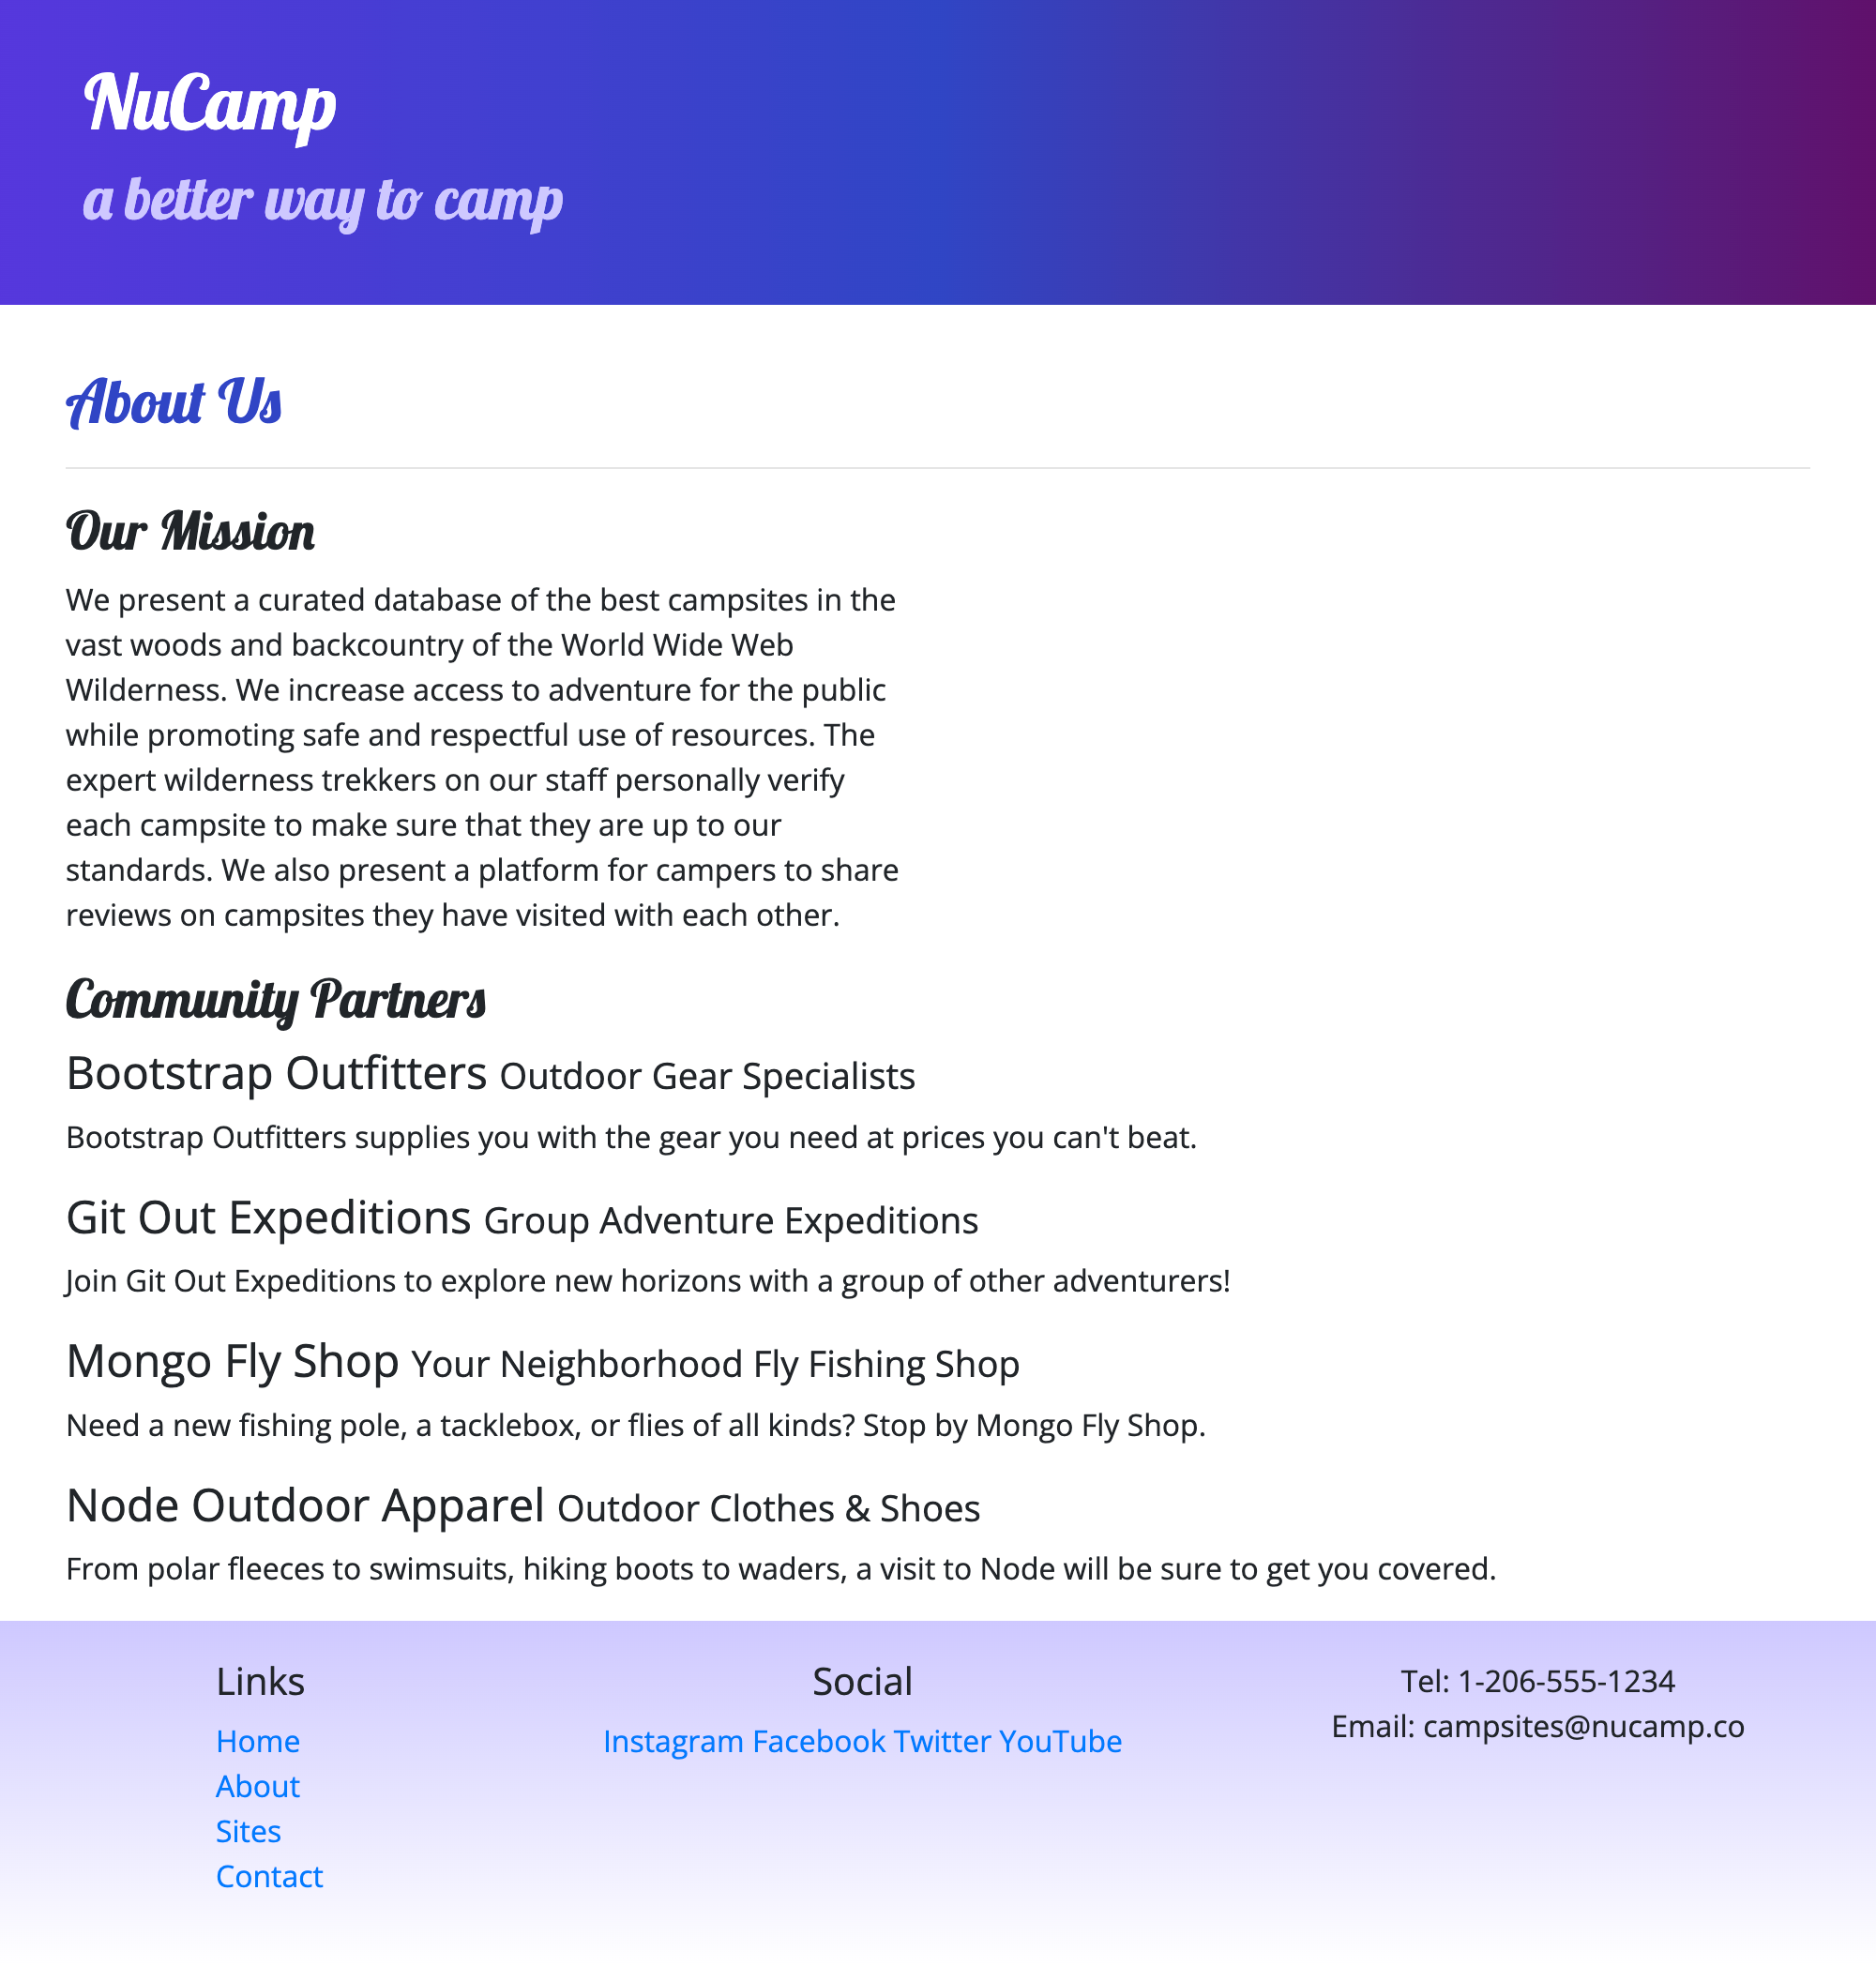 NuCamp
a better way to camp
About Us
Our Mission
We present a curated database of the best campsites in the
vast woods and backcountry of the World Wide Web
Wilderness. We increase access to adventure for the public
while promoting safe and respectful use of resources. The
expert wilderness trekkers on our staff personally verify
each campsite to make sure that they are up to our
standards. We also present a platform for campers to share
reviews on campsites they have visited with each other.
Community Partners
Bootstrap Outfitters Outdoor Gear Specialists
Bootstrap Outfitters supplies you with the gear you need at prices you can't beat.
Git Out Expeditions Group Adventure Expeditions
Join Git Out Expeditions to explore new horizons with a group of other adventurers!
Mongo Fly Shop Your Neighborhood Fly Fishing Shop
Need a new fishing pole, a tacklebox, or flies of all kinds? Stop by Mongo Fly Shop.
Node Outdoor Apparel Outdoor Clothes & Shoes
From polar fleeces to swimsuits, hiking boots to waders, a visit to Node will be sure to get you covered.
Links
Home
About
Sites
Contact
Social
Instagram Facebook Twitter YouTube
Tel: 1-206-555-1234
Email: campsites@nucamp.co